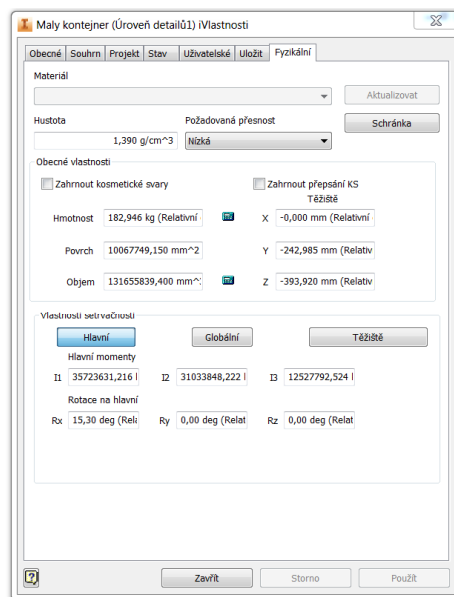 Maly kontejner (Úroveň detailů1) iVlastnosti
Obecné Souhrn Projekt Stav Uživatelské Uložit Fyzikální
Materiál
Aktualizovat
Hustota Požadovaná přesnost Schránka
1,390 g/cm^3 Nízká
Obecné vlastnosti
Zahrnout kosmetické svary Zahrnout přepsání KS
Těžiště
Hmotnost 182,946 kg (Relativní X -0,000 mm (Relativní
Povrch 10067749,150 mm^2 Y -242,985 mm (Relativ
Objem 131655839,400 mm^ Z -393,920 mm (Relativ
Vlastnosti setrvačnosti
Hlavní Globální Těžiště
Hlavní momenty
I1 35723631,216 I2 31033848,222 I3 12527792,524
Rotace na hlavní
Rx 15,30 deg (Rela Ry 0,00 deg (Relat Rz 0,00 deg (Relat
Zavřít Storno Použít